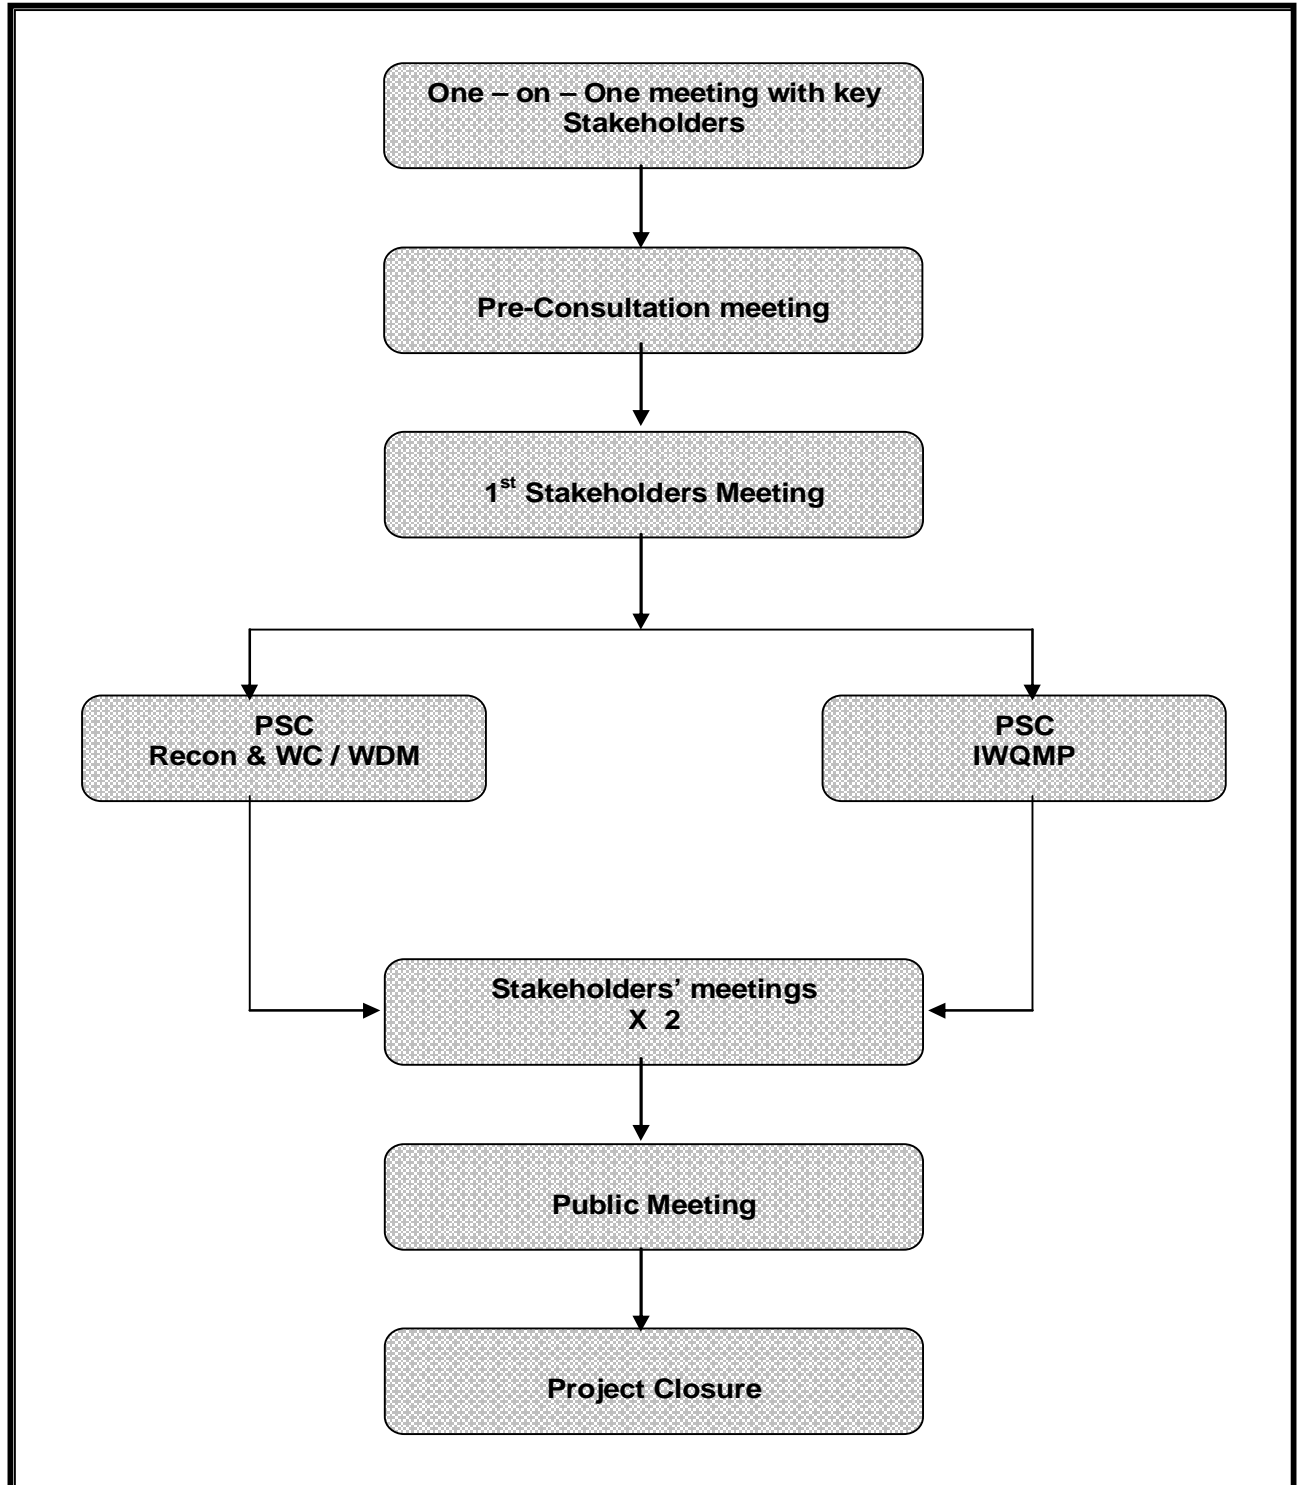 One – on – One meeting with key
Stakeholders
Pre-Consultation meeting
1st Stakeholders Meeting
PSC
Recon & WC / WDM
PSC
IWQMP
Stakeholders’ meetings
X 2
Public Meeting
Project Closure